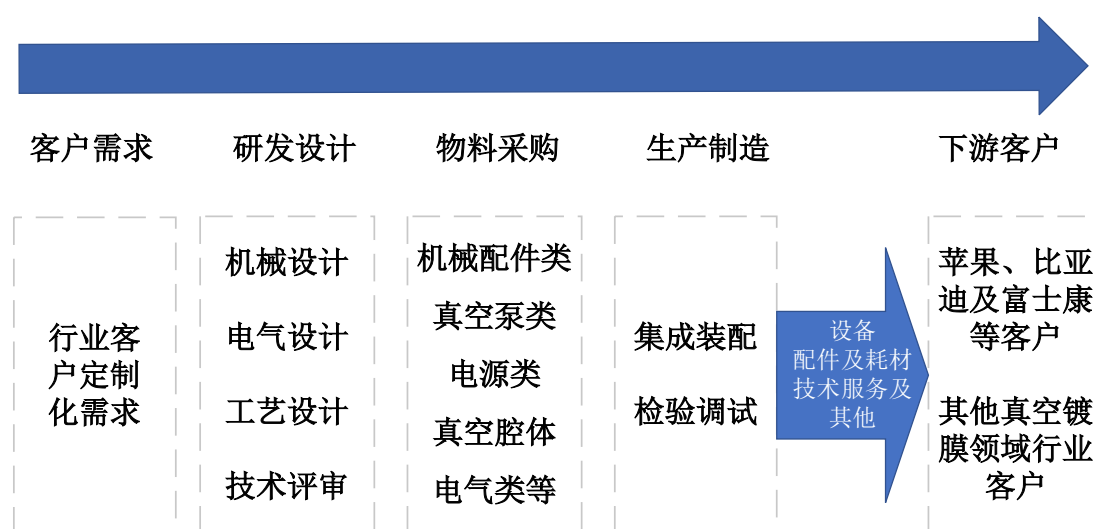 客户需求
研发设计
物料采购
生产制造
下游客户
行业客
户定制
化需求
机械设计
电气设计
工艺设计
技术评审
机械配件类
真空泵类
电源类
真空腔体
电气类等
集成装配
检验调试
设备
配件及耗材
技术服务及
其他
苹果、比亚
迪及富士康
等客户
其他真空镀
膜领域行业
客户